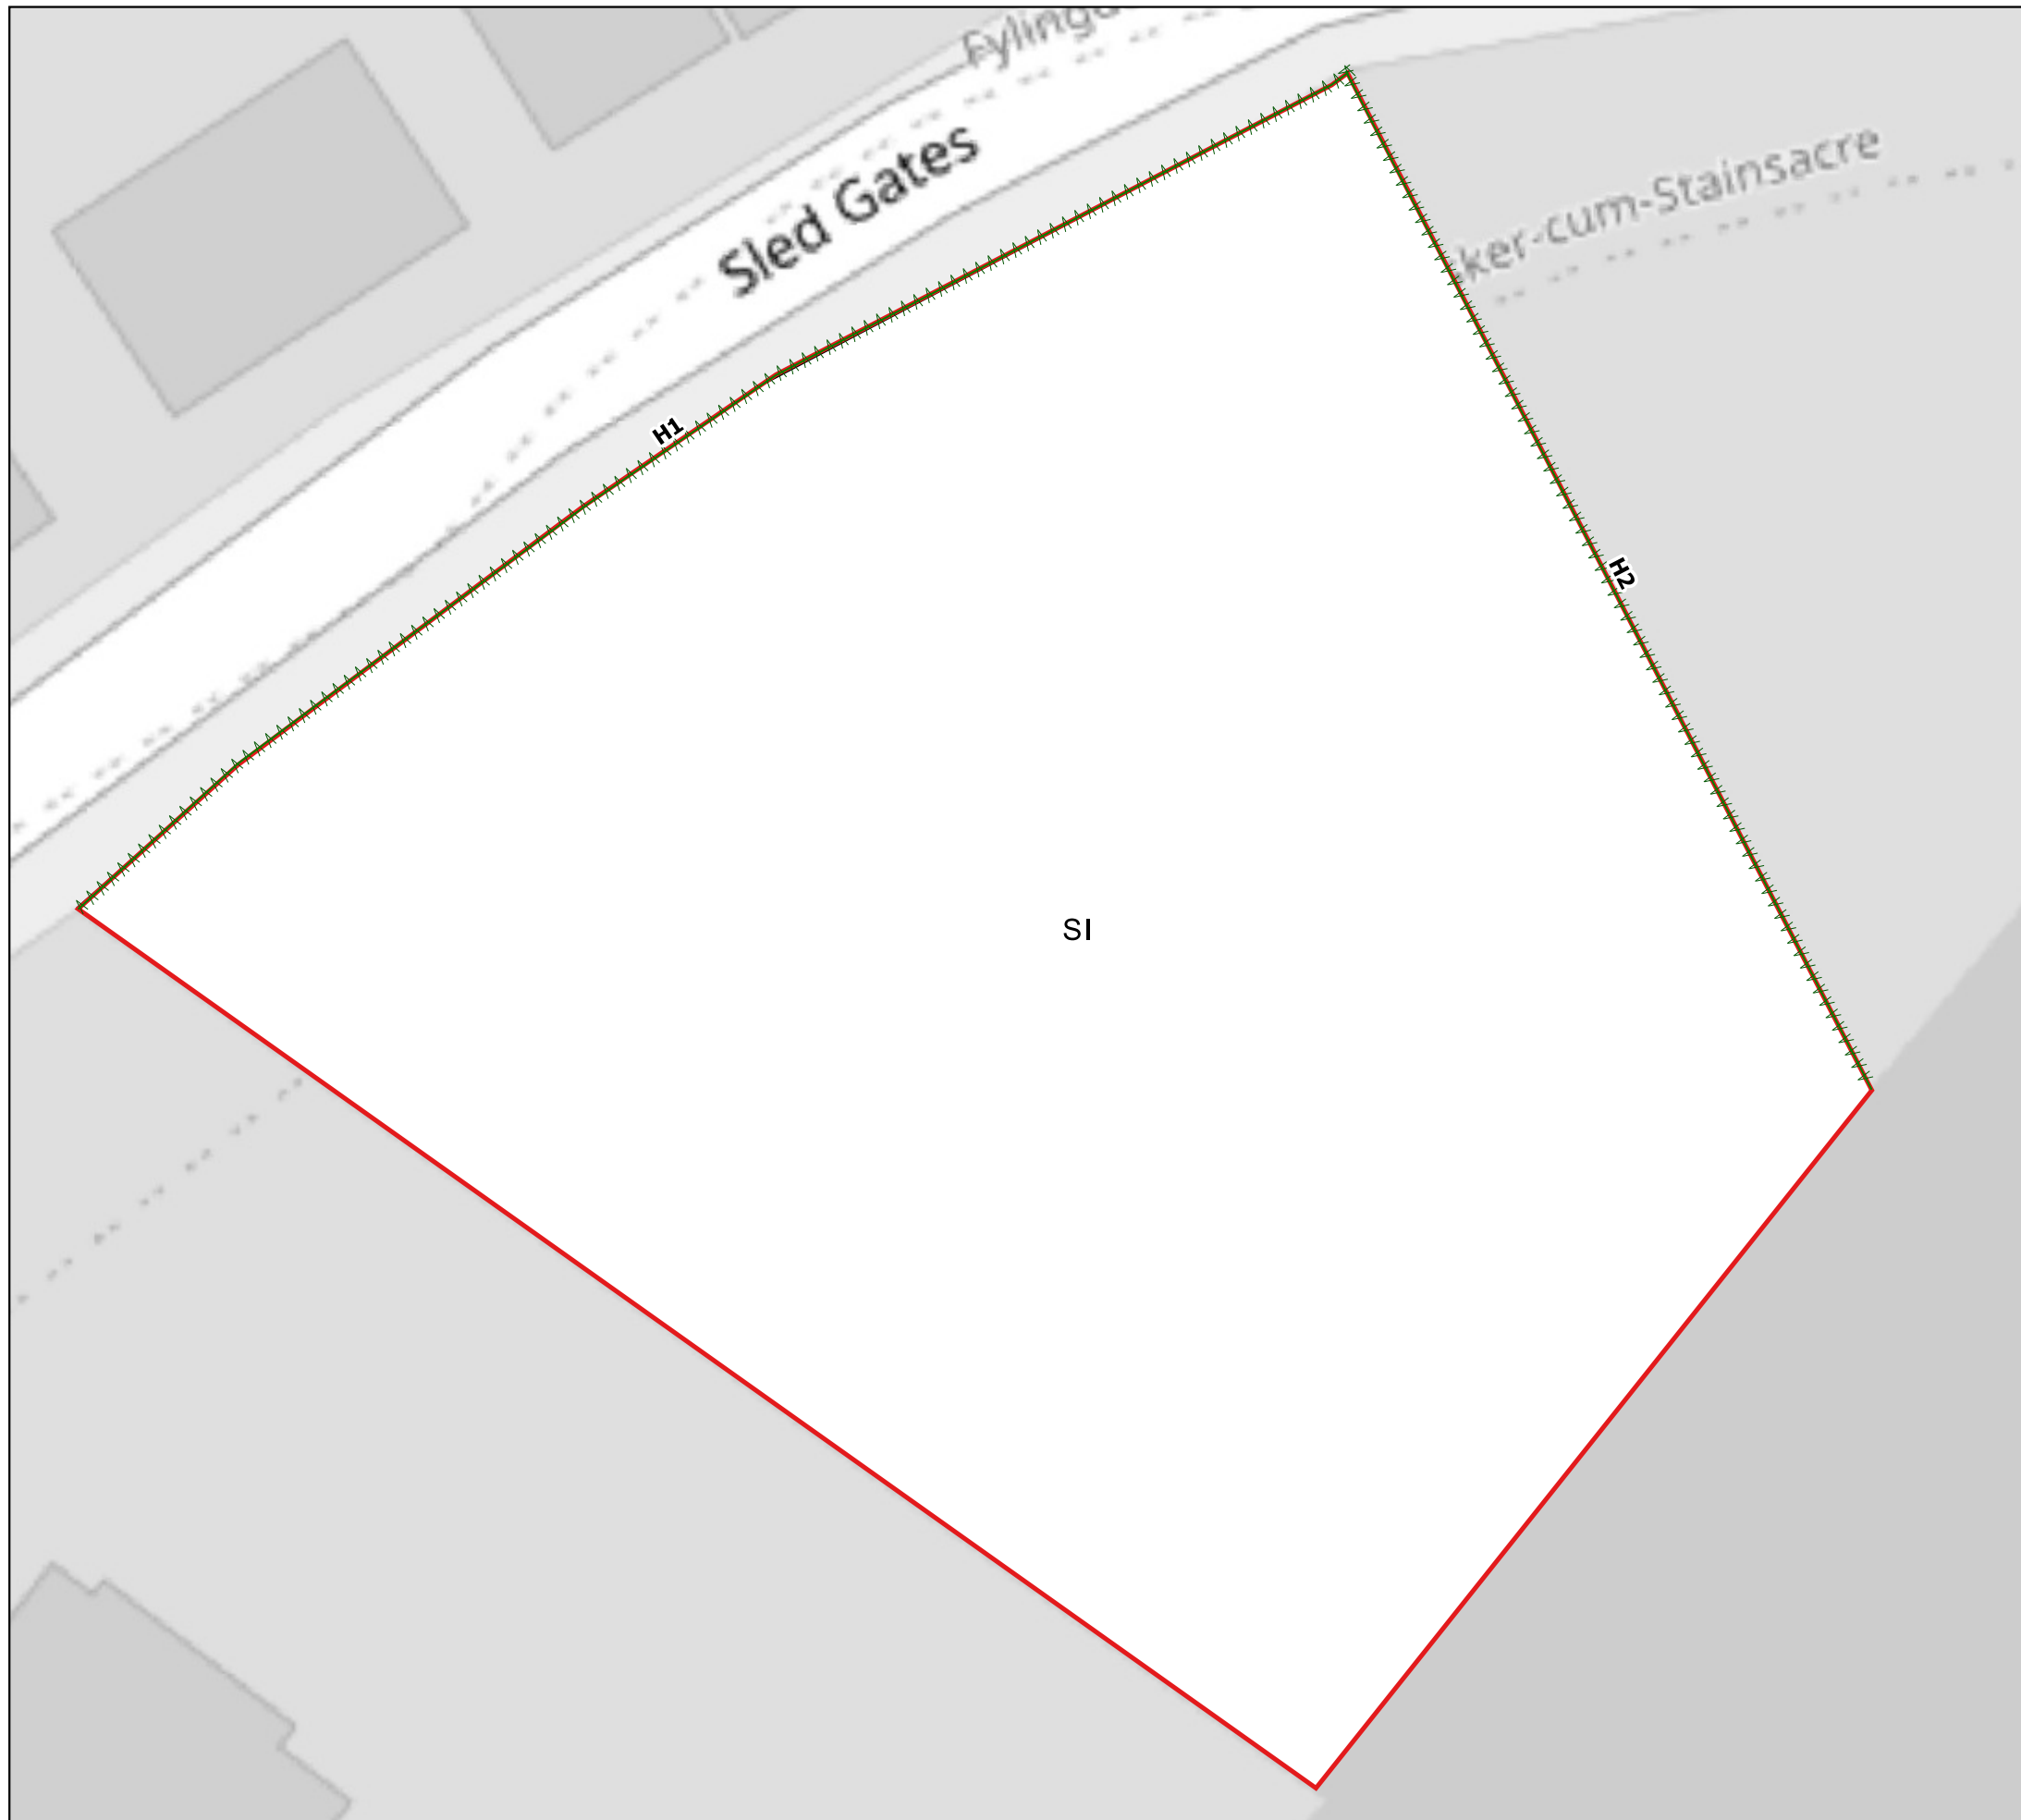 Sled Gates
ker-cum-Stainsacre
H1
H2
SI